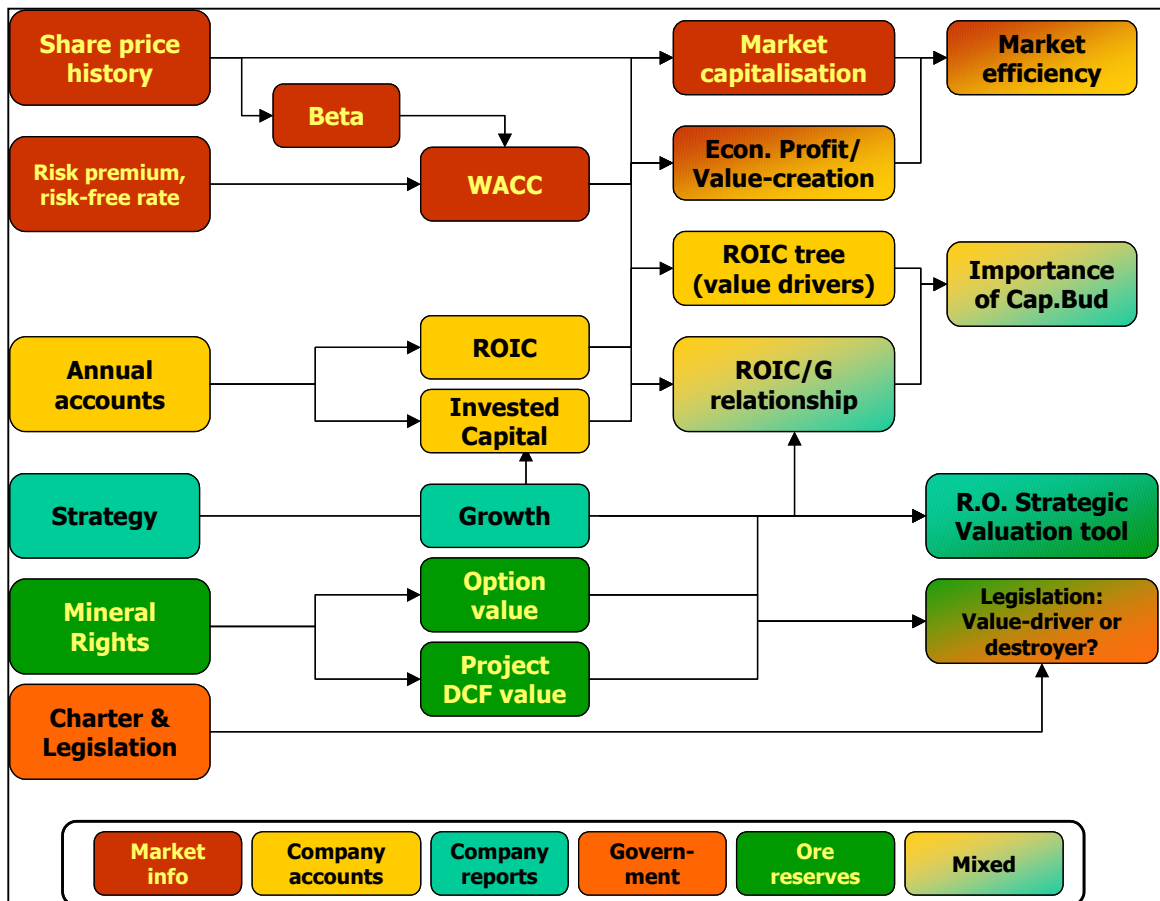 Share price
history
Market
capitalisation
Market
efficiency
Beta
Risk premium,
risk-free rate
WACC
Econ. Profit/
Value-creation
ROIC tree
(value drivers)
Importance
of Cap.Bud
Annual
accounts
ROIC
Invested
Capital
ROIC/G
relationship
Strategy
Growth
R.O. Strategic
Valuation tool
Mineral
Rights
Option
value
Project
DCF value
Legislation:
Value-driver or
destroyer?
Charter &
Legislation
Market
info
Company
accounts
Company
reports
Govern-
ment
Ore
reserves
Mixed